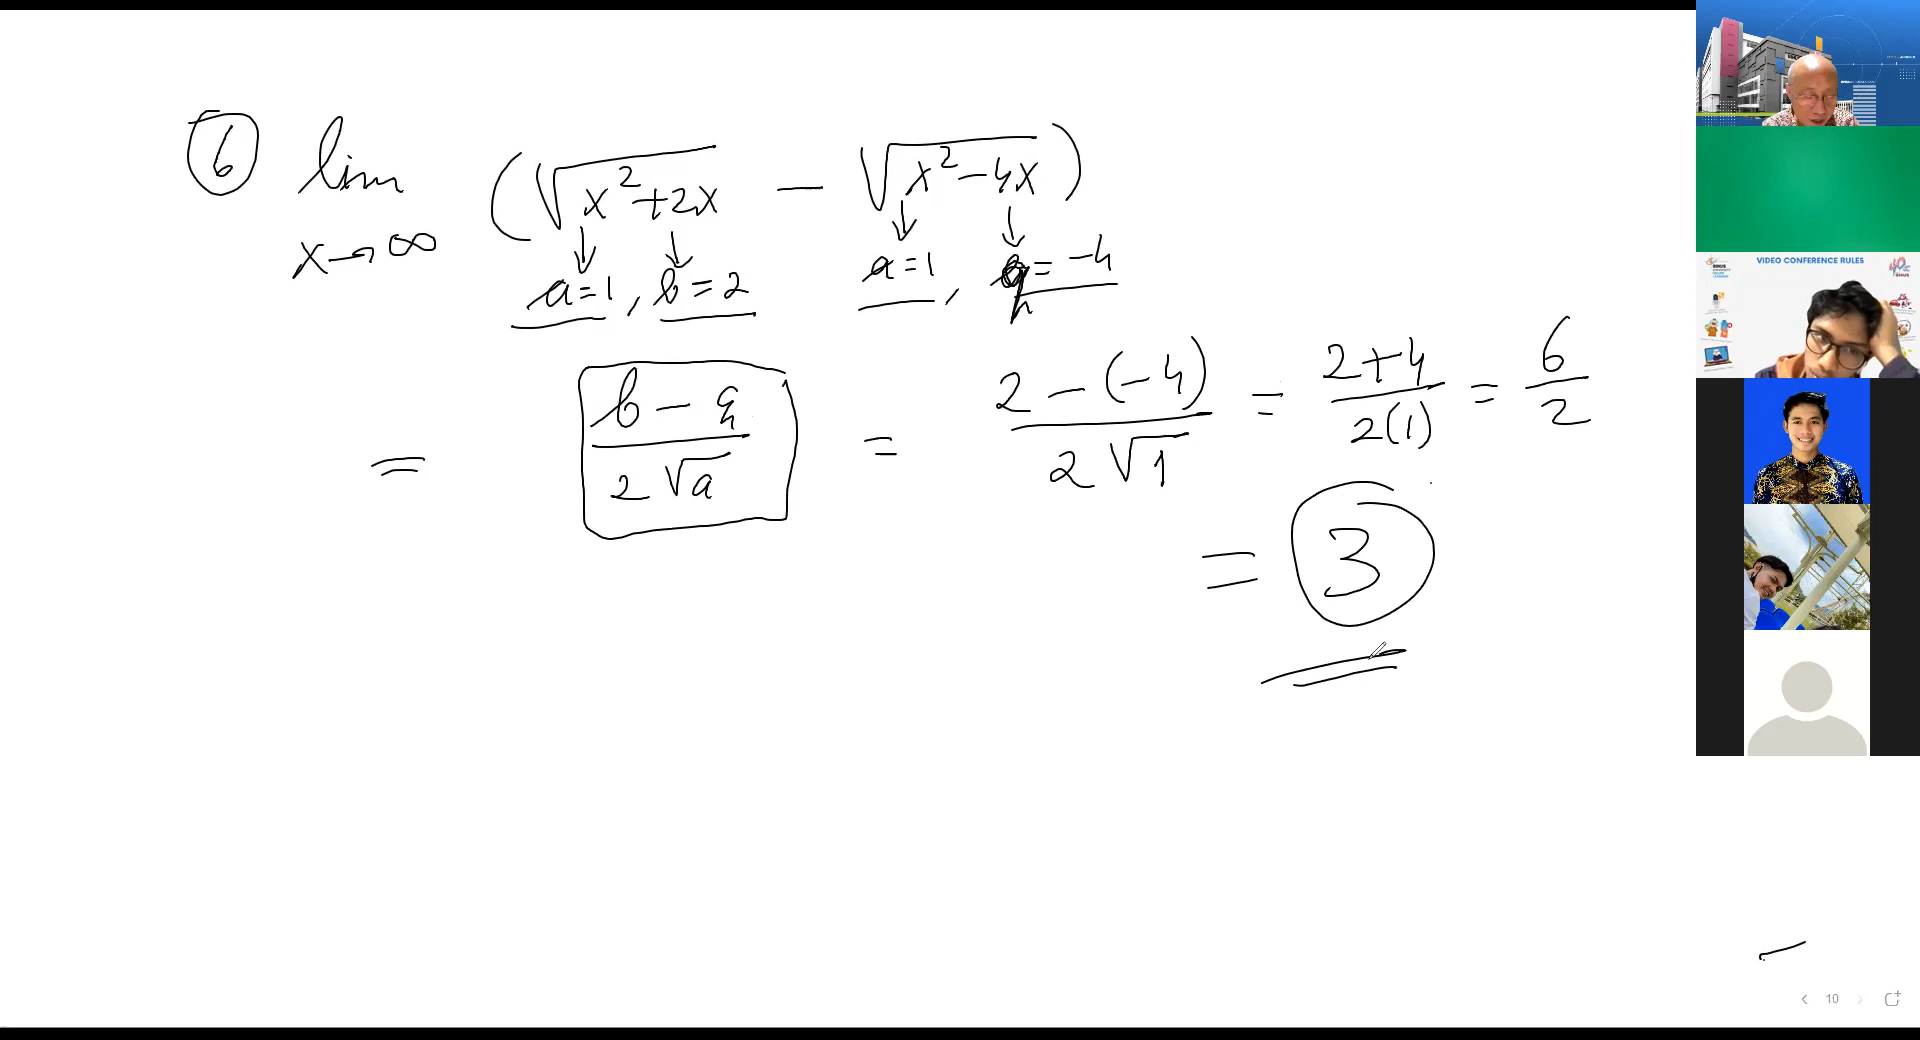 6 lim x→∞ (√x²+2x − √x²−4x)
a=1, b=2 a=1, q=-4
= b−q/2√a = 2−(−4)/2√1 = 2+4/2(1) = 6/2
= 3
VIDEO CONFERENCE RULES
10